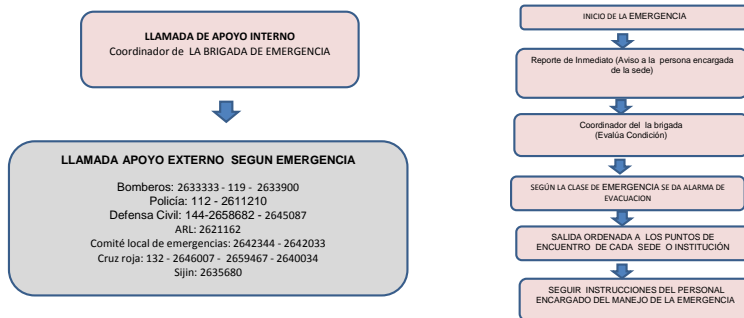 LLAMADA DE APOYO INTERNO
Coordinador de LA BRIGADA DE EMERGENCIA
LLAMADA APOYO EXTERNO SEGUN EMERGENCIA
Bomberos: 2633333 - 119 - 2633900
Policía: 112 - 2611210
Defensa Civil: 144-2658682 - 2645087
ARL: 2621162
Comité local de emergencias: 2642344 - 2642033
Cruz roja: 132 - 2646007 - 2659467 - 2640034
Sijin: 2635680
INICIO DE LA EMERGENCIA
Reporte de Inmediato (Aviso a la persona encargada
de la sede)
Coordinador del la brigada
(Evalúa Condición)
SEGÚN LA CLASE DE EMERGENCIA SE DA ALARMA DE
EVACUACION
SALIDA ORDENADA A LOS PUNTOS DE
ENCUENTRO DE CADA SEDE O INSTITUCIÓN
SEGUIR INSTRUCCIONES DEL PERSONAL
ENCARGADO DEL MANEJO DE LA EMERGENCIA